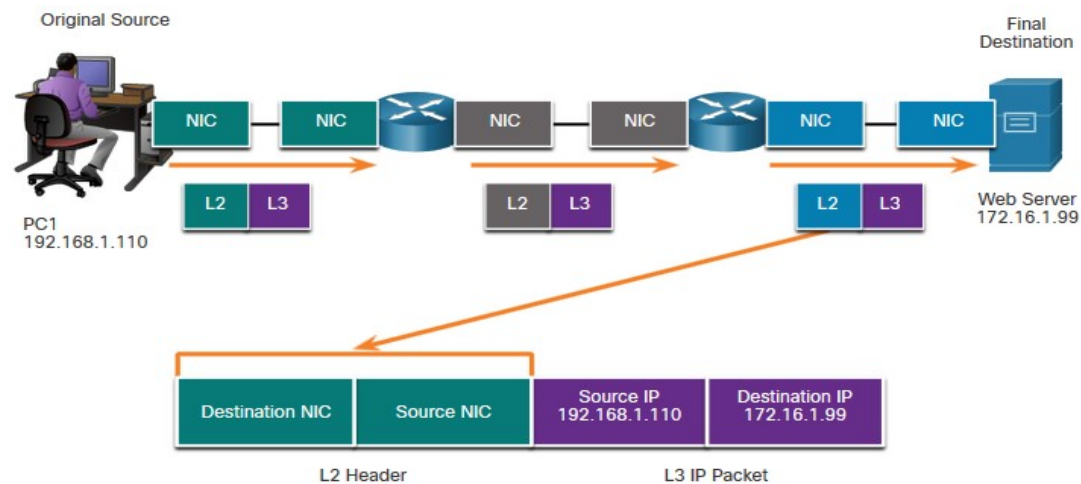 Original Source
Final
Destination
NIC
NIC
NIC
NIC
NIC
NIC
L2
L3
L2
L3
L2
L3
PC1
192.168.1.110
Web Server
172.16.1.99
Destination NIC
Source NIC
Source IP
192.168.1.110
Destination IP
172.16.1.99
L2 Header
L3 IP Packet